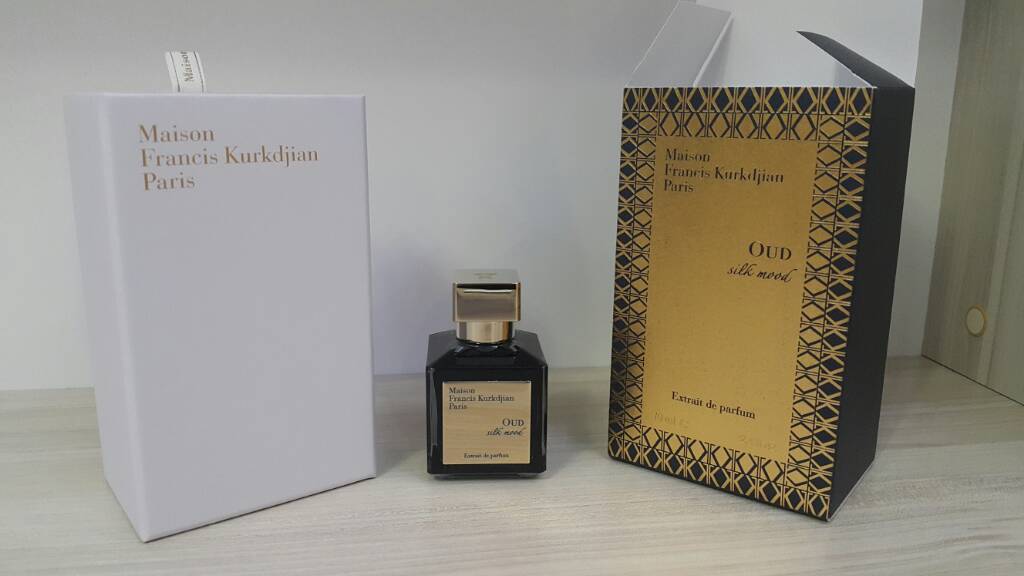 Maison
Maison
Francis Kurkdjian
Paris
Maison
Francis Kurkdjian
Paris
OUD
silk mood
Extrait de parfum
Maison
Francis Kurkdjian
Paris
OUD
silk mood
Extrait de parfum